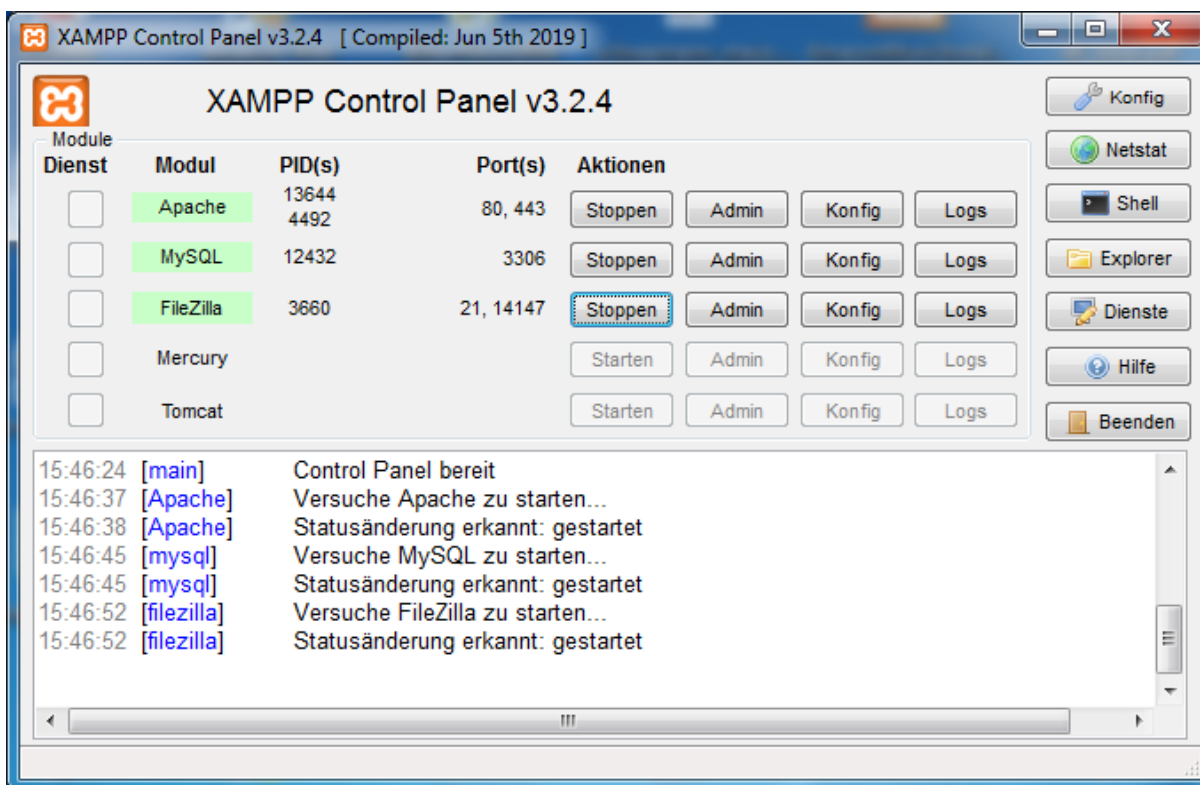 XAMPP Control Panel v3.2.4 [ Compiled: Jun 5th 2019 ]
XAMPP Control Panel v3.2.4
Konfig
Module
Dienst Modul PID(s) Port(s) Aktionen
Netstat
Apache 13644 4492 80, 443 Stoppen Admin Konfig Logs
Shell
MySQL 12432 3306 Stoppen Admin Konfig Logs
Explorer
FileZilla 3660 21, 14147 Stoppen Admin Konfig Logs
Dienste
Mercury Starten Admin Konfig Logs
Hilfe
Tomcat Starten Admin Konfig Logs
Beenden
15:46:24 [main] Control Panel bereit
15:46:37 [Apache] Versuche Apache zu starten...
15:46:38 [Apache] Statusänderung erkannt: gestartet
15:46:45 [mysql] Versuche MySQL zu starten...
15:46:45 [mysql] Statusänderung erkannt: gestartet
15:46:52 [filezilla] Versuche FileZilla zu starten...
15:46:52 [filezilla] Statusänderung erkannt: gestartet